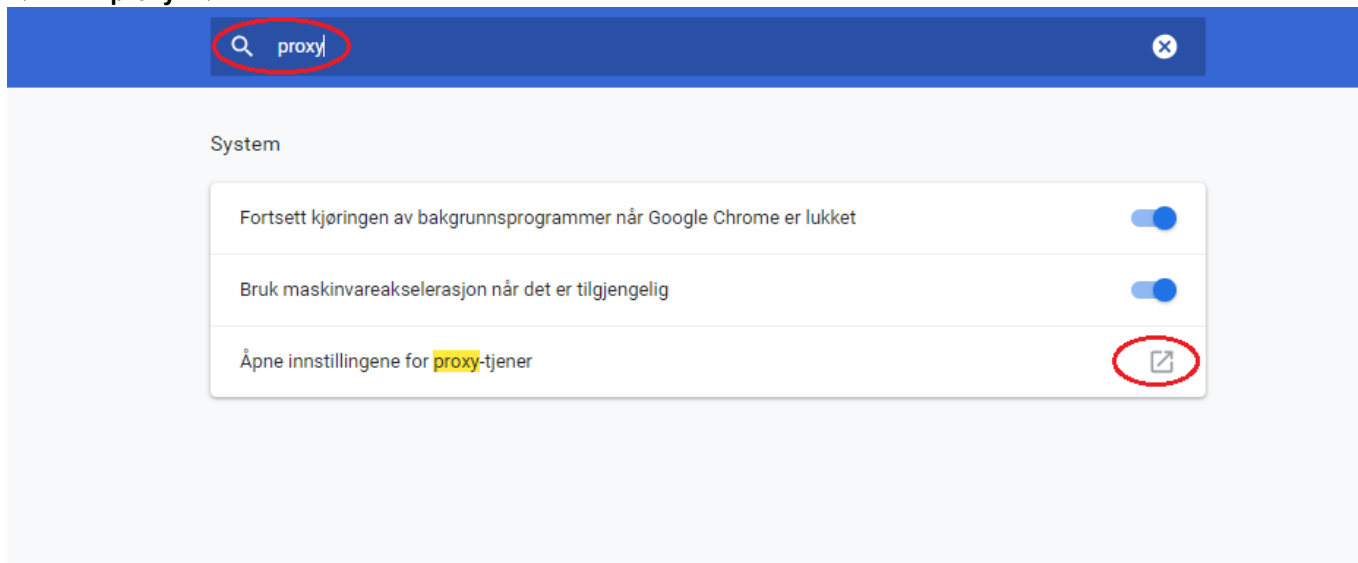 proxy
System
Fortsett kjøringen av bakgrunnsprogrammer når Google Chrome er lukket
Bruk maskinvareakselerasjon når det er tilgjengelig
Åpne innstillingene for proxy-tjener